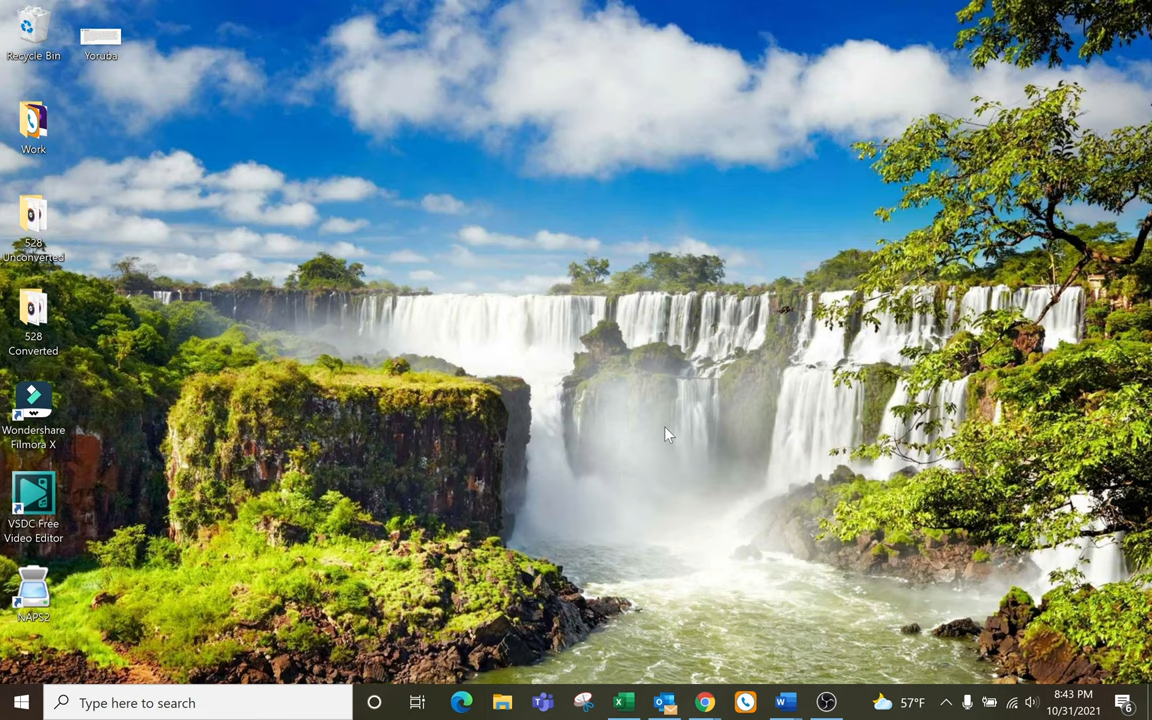 Recycle Bin
Yoruba
Work
528
Unconverted
528
Converted
Wondershare
Filmora X
VSDC Free
Video Editor
NAPS2
Type here to search
57°F
8:43 PM
10/31/2021
6